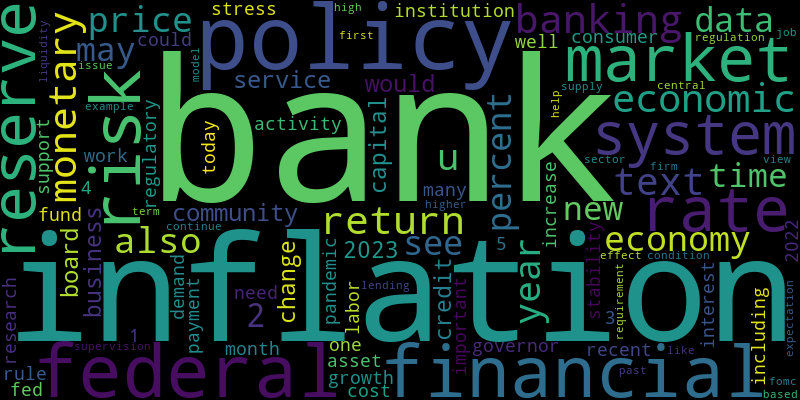 stress high institution
price policy banking data
reserve liquidity monetary may could first consumer regulation job
issue model service would well market
risk bank supply central economic
example help
support regulatory today activity capital percent system
work u sector firm view
4 many text time
fund community higher increase new rate
term return
continue
board business also 2 2023 see 5 year economy stability 2022
change pandemic credit effect condition
demand payment need lending requirement interest
research inflation labor important 3 including expectation
1 one governor recent like
supervision month asset
rule federal growth financial past fomc
fed cost based